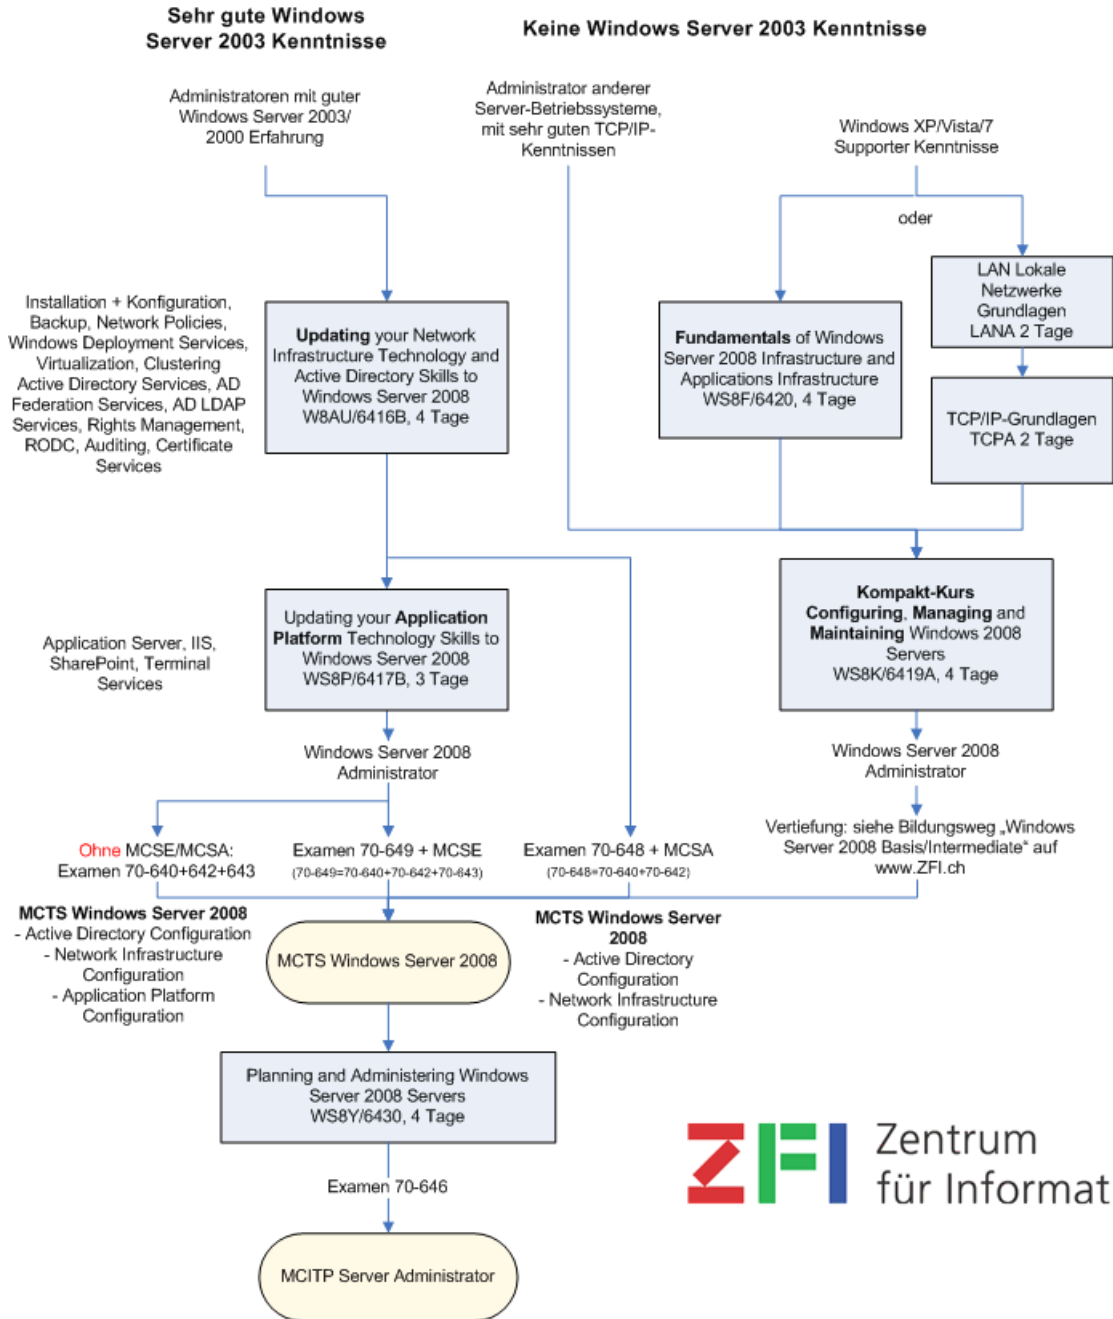 Sehr gute Windows
Server 2003 Kenntnisse
Keine Windows Server 2003 Kenntnisse
Administratoren mit guter
Windows Server 2003/
2000 Erfahrung
Administrator anderer
Server-Betriebssysteme,
mit sehr guten TCP/IP-
Kenntnissen
Windows XP/Vista/7
Supporter Kenntnisse
oder
Installation + Konfiguration,
Backup, Network Policies,
Windows Deployment Services,
Virtualization, Clustering
Active Directory Services, AD
Federation Services, AD LDAP
Services, Rights Management,
RODC, Auditing, Certificate
Services
Updating your Network
Infrastructure Technology and
Active Directory Skills to
Windows Server 2008
W8AU/6416B, 4 Tage
Fundamentals of Windows
Server 2008 Infrastructure and
Applications Infrastructure
WS8F/6420, 4 Tage
LAN Lokale
Netzwerke
Grundlagen
LANA 2 Tage
TCP/IP-Grundlagen
TCPA 2 Tage
Application Server, IIS,
SharePoint, Terminal
Services
Updating your Application
Platform Technology Skills to
Windows Server 2008
WS8P/6417B, 3 Tage
Kompakt-Kurs
Configuring, Managing and
Maintaining Windows 2008
Servers
WS8K/6419A, 4 Tage
Windows Server 2008
Administrator
Windows Server 2008
Administrator
Ohne MCSE/MCSA:
Examen 70-640+642+643
Examen 70-649 + MCSE
(70-649=70-640+70-642+70-643)
Examen 70-648 + MCSA
(70-648=70-640+70-642)
Vertiefung: siehe Bildungsweg „Windows
Server 2008 Basis/Intermediate“ auf
www.ZFI.ch
MCTS Windows Server 2008
- Active Directory Configuration
- Network Infrastructure
Configuration
- Application Platform
Configuration
MCTS Windows Server 2008
MCTS Windows Server
2008
- Active Directory
Configuration
- Network Infrastructure
Configuration
Planning and Administering Windows
Server 2008 Servers
WS8Y/6430, 4 Tage
Examen 70-646
MCITP Server Administrator
ZFI
Zentrum
für Informat